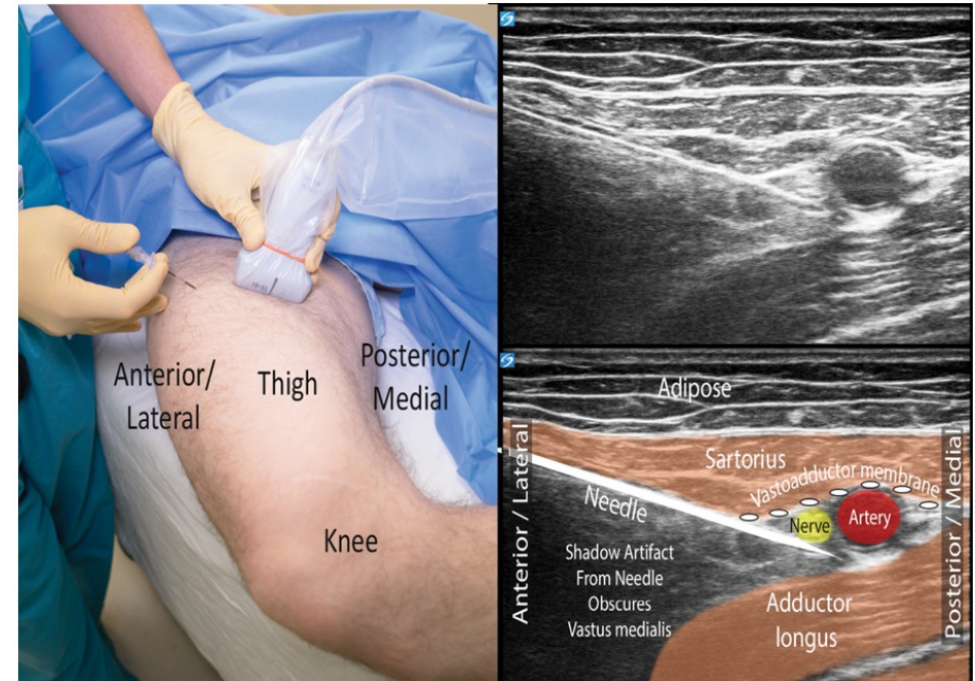 Anterior/
Lateral
Thigh
Posterior/
Medial
Knee
Adipose
Sartorius
Vastoadductor membrane
Needle
Nerve
Artery
Shadow Artifact
From Needle
Obscures
Vastus medialis
Adductor
longus
Anterior / Lateral
Posterior / Medial